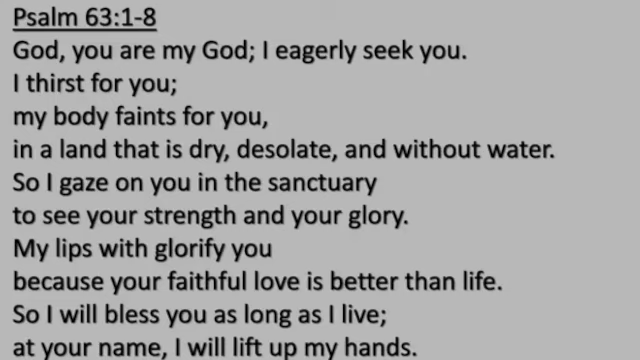 Psalm 63:1-8
God, you are my God; I eagerly seek you.
I thirst for you;
my body faints for you,
in a land that is dry, desolate, and without water.
So I gaze on you in the sanctuary
to see your strength and your glory.
My lips with glorify you
because your faithful love is better than life.
So I will bless you as long as I live;
at your name, I will lift up my hands.